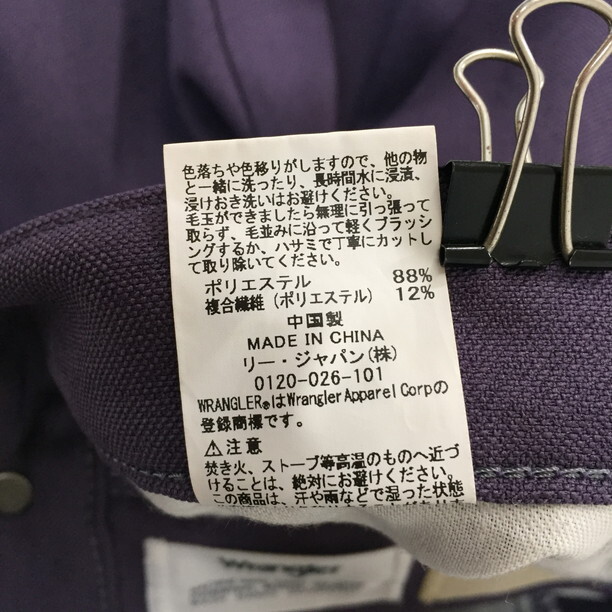 色落ちや色移りがしますので、他の物
と一緒に洗ったり、長時間水に浸漬、
浸けおき洗いはお避けください。
毛玉ができましたら無理に引っ張って
取らず、毛並みに沿って軽くブラッシ
ングするか、ハサミで丁寧にカットし
て取り除いてください。
ポリエステル 88%
複合繊維（ポリエステル） 12%
中国製
MADE IN CHINA
リー・ジャパン(株)
0120-026-101
WRANGLER®はWrangler Apparel Corpの
登録商標です。
⚠注意
焚き火、ストーブ等高温のものへ近づ
けることは、絶対にお避けください。
この商品は、汗や雨などで湿った状態
Wrangler